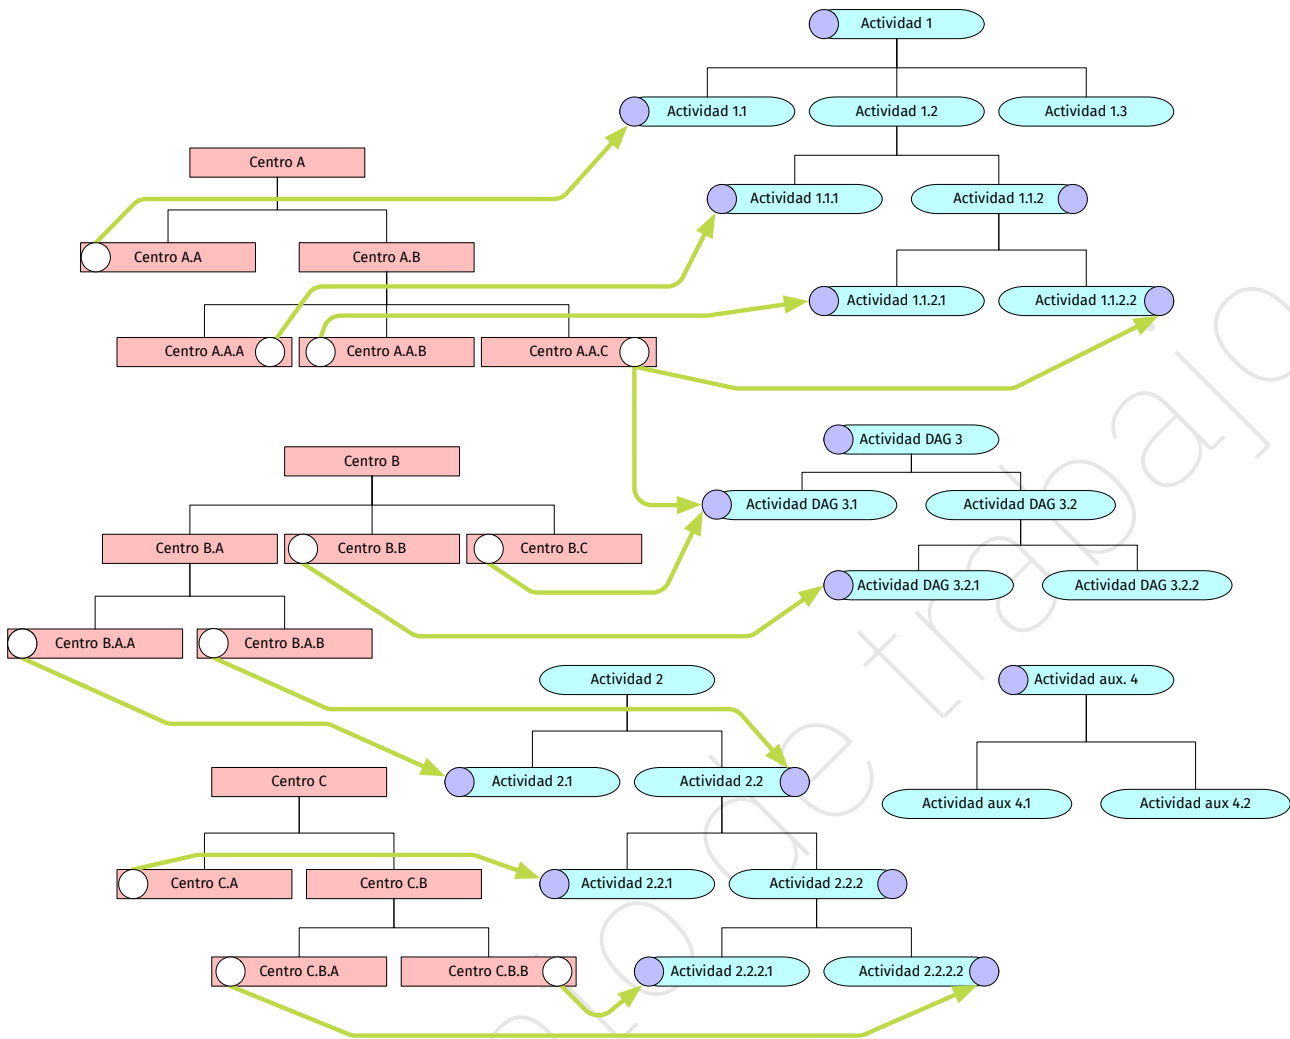 Actividad 1
Actividad 1.1
Actividad 1.2
Actividad 1.3
Centro A
Actividad 1.1.1
Actividad 1.1.2
Centro A.A
Centro A.B
Actividad 1.1.2.1
Actividad 1.1.2.2
Centro A.A.A
Centro A.A.B
Centro A.A.C
Actividad DAG 3
Centro B
Actividad DAG 3.1
Actividad DAG 3.2
Centro B.A
Centro B.B
Centro B.C
Actividad DAG 3.2.1
Actividad DAG 3.2.2
Centro B.A.A
Centro B.A.B
Actividad 2
Actividad aux. 4
Centro C
Actividad 2.1
Actividad 2.2
Actividad aux 4.1
Actividad aux 4.2
Centro C.A
Centro C.B
Actividad 2.2.1
Actividad 2.2.2
Centro C.B.A
Centro C.B.B
Actividad 2.2.2.1
Actividad 2.2.2.2
de trabajo